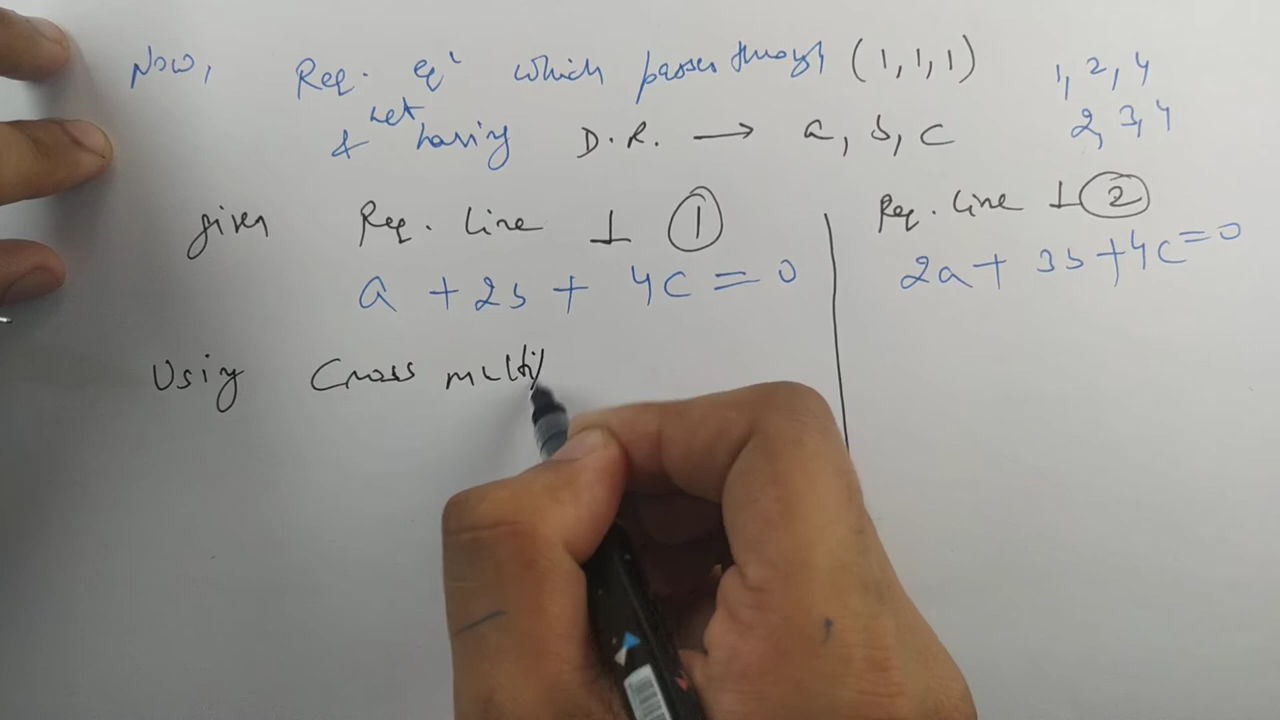 Now, Req. eqⁿ which passes through (1,1,1) 1, 2, 4
& let having D.R. → a, b, c 2, 3, 4
given Req. line ⊥ ① Req. line ⊥ ②
a + 2b + 4c = 0 2a + 3b + 4c = 0
Using Cross multi